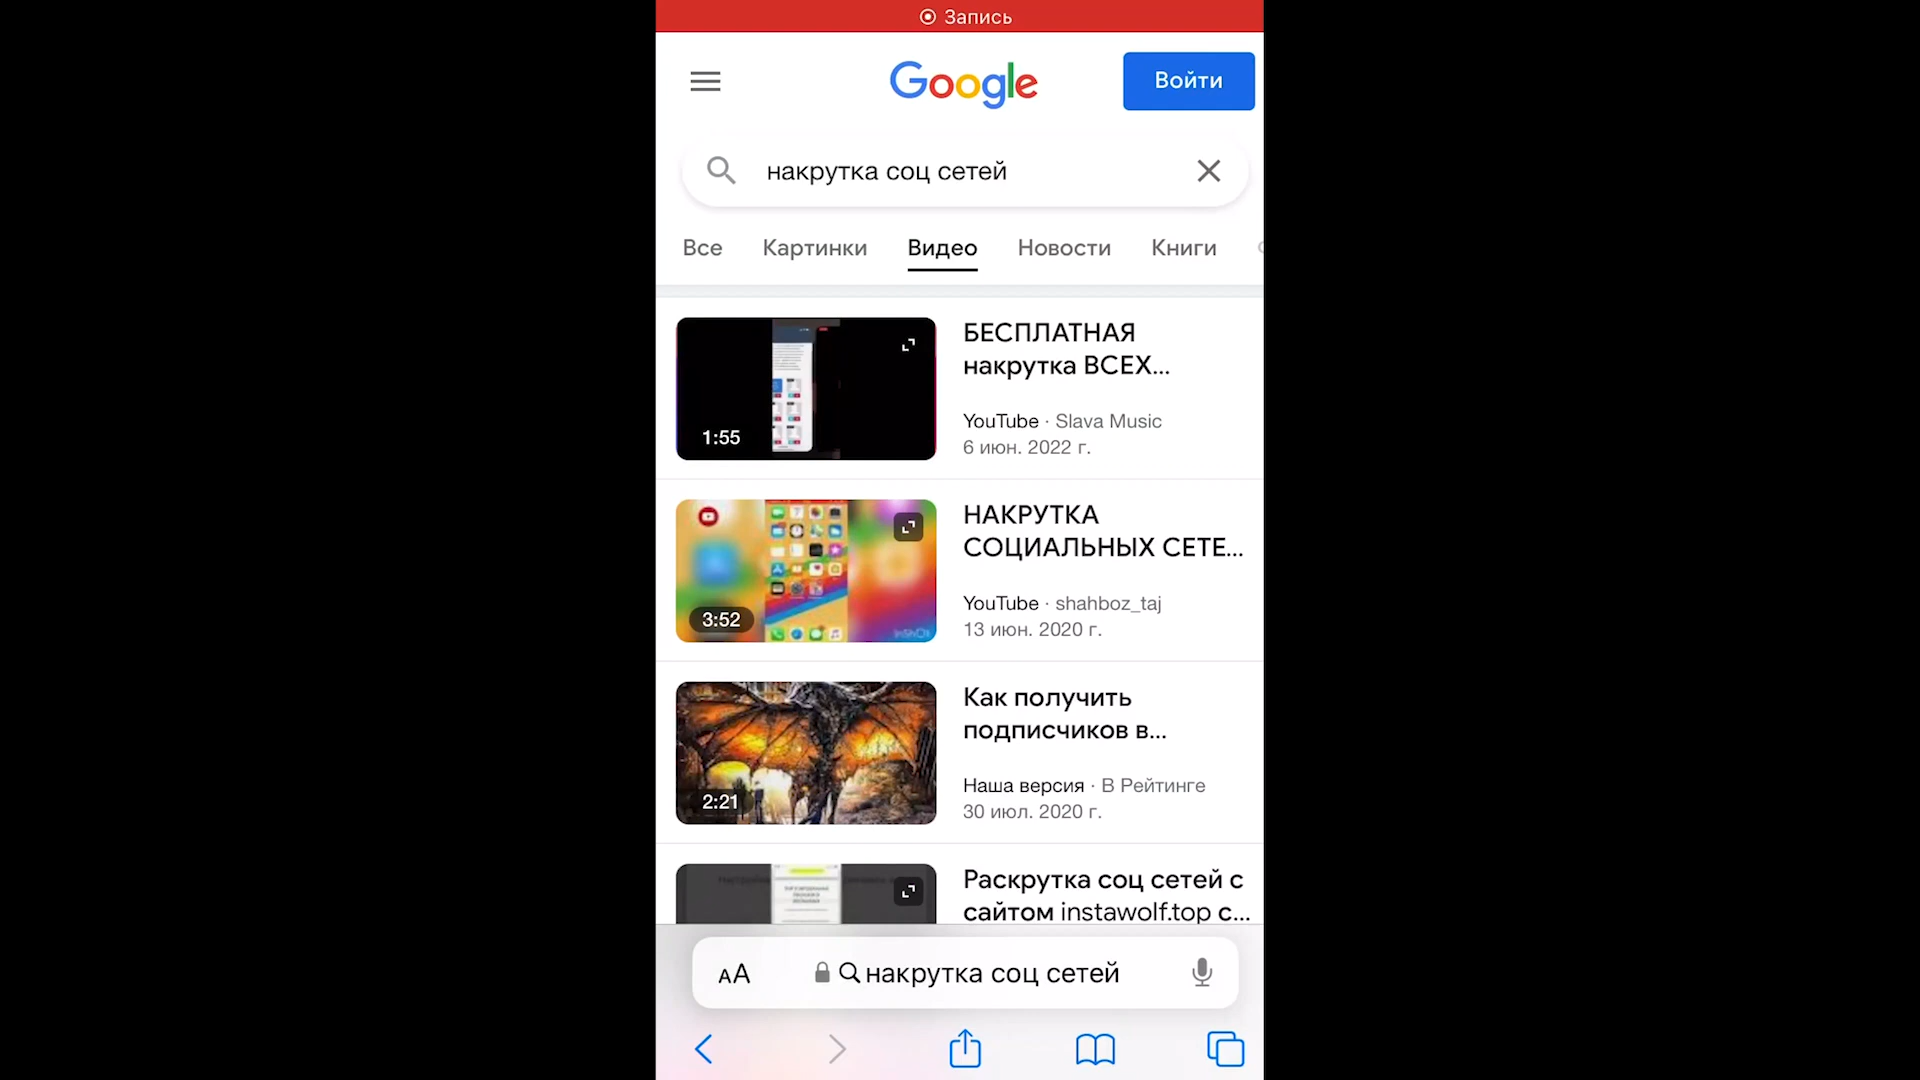 Запись
Google
Войти
накрутка соц сетей
Все Картинки Видео Новости Книги
БЕСПЛАТНАЯ
накрутка ВСЕХ...
YouTube · Slava Music
6 июн. 2022 г.
1:55
НАКРУТКА
СОЦИАЛЬНЫХ СЕТЕ...
YouTube · shahboz_taj
13 июн. 2020 г.
3:52
InShOt
Как получить
подписчиков в...
Наша версия · В Рейтинге
30 июл. 2020 г.
2:21
Раскрутка соц сетей с
сайтом instawolf.top с...
AA накрутка соц сетей